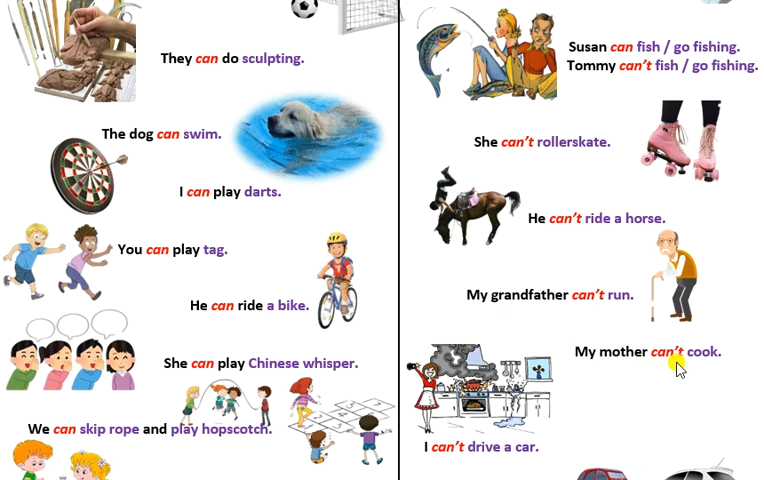 They can do sculpting.
The dog can swim.
I can play darts.
You can play tag.
He can ride a bike.
She can play Chinese whisper.
We can skip rope and play hopscotch.
Susan can fish / go fishing.
Tommy can't fish / go fishing.
She can't rollerskate.
He can't ride a horse.
My grandfather can't run.
My mother can't cook.
I can't drive a car.